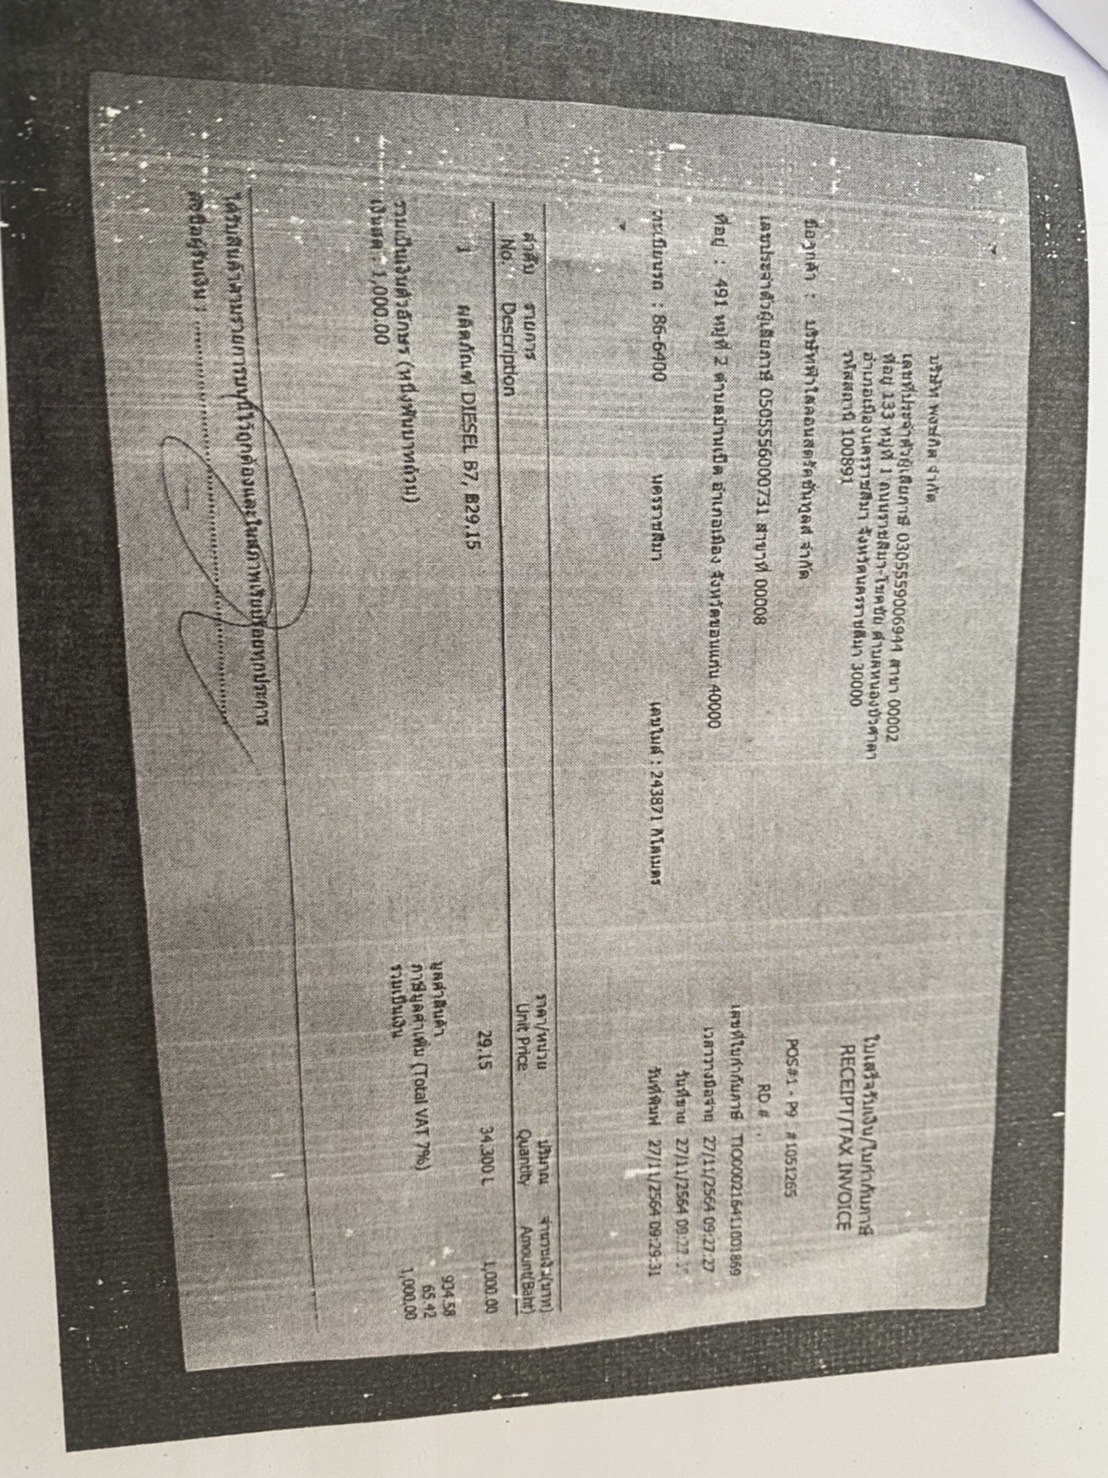 บริษัท พงษภิศ จำกัด
เลขที่ประจำตัวผู้เสียภาษี 0305559006944 สาขา 00002
ที่อยู่ 133 หมู่ที่ 1 ถนนราชสีมา-โชคชัย ตำบลหนองบัวศาลา
อำเภอเมืองนครราชสีมา จังหวัดนครราชสีมา 30000
รหัสสถานี 100891
ใบเสร็จรับเงิน/ใบกำกับภาษี
RECEIPT/TAX INVOICE
POS#1 - P9 #1051265
RD #
ชื่อลูกค้า : บริษัทฟ้าใสคอนสตรัคชั่นทูลส์ จำกัด
เลขประจำตัวผู้เสียภาษี 0505556000731 สาขาที่ 00008
ที่อยู่ : 491 หมู่ที่ 2 ตำบลบ้านเป็ด อำเภอเมือง จังหวัดขอนแก่น 40000
ทะเบียนรถ : 86-6400 นครราชสีมา เลขไมล์ : 243871 กิโลเมตร
เลขที่ใบกำกับภาษี TIO000216411001869
เวลาวางมือจ่าย 27/11/2564 09:27:27
วันที่ขาย 27/11/2564 09:27
วันที่พิมพ์ 27/11/2564 09:29:31
ลำดับ รายการ ราคา/หน่วย ปริมาณ จำนวนเงิน(บาท)
No. Description Unit Price Quantity Amount(Baht)
1 ผลิตภัณฑ์ DIESEL B7, ฿29.15 29.15 34.300 L 1,000.00
มูลค่าสินค้า 934.58
ภาษีมูลค่าเพิ่ม (Total VAT 7%) 65.42
รวมเป็นเงิน 1,000.00
รวมเป็นเงินตัวอักษร (หนึ่งพันบาทถ้วน)
เงินสด : 1,000.00
ได้รับสินค้าตามรายการบนนี้ไว้ถูกต้องและในสภาพเรียบร้อยทุกประการ
ลงชื่อผู้รับเงิน :